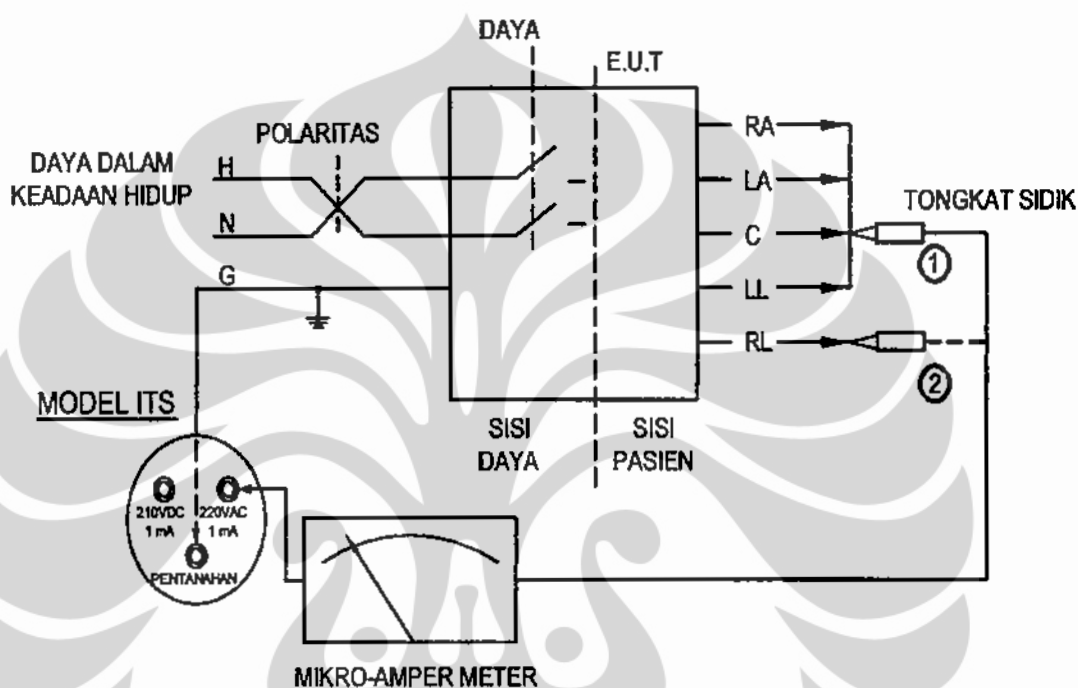 DAYA
E.U.T
POLARITAS
DAYA DALAM
KEADAAN HIDUP
H
N
G
RA
LA
C
LL
RL
TONGKAT SIDIK
1
2
MODEL ITS
SISI
DAYA
SISI
PASIEN
210VDC
1 mA
220VAC
1 mA
PENTANAHAN
MIKRO-AMPER METER